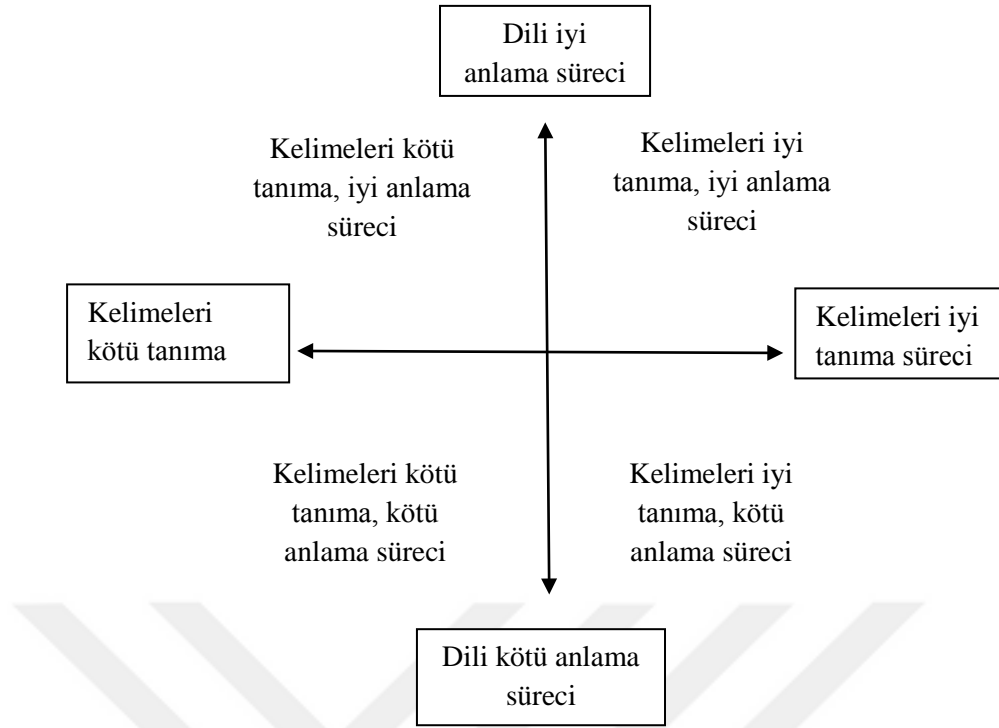 Dili iyi
anlama süreci
Kelimeleri kötü
tanıma, iyi anlama
süreci
Kelimeleri iyi
tanıma, iyi anlama
süreci
Kelimeleri
kötü tanıma
Kelimeleri iyi
tanıma süreci
Kelimeleri kötü
tanıma, kötü
anlama süreci
Kelimeleri iyi
tanıma, kötü
anlama süreci
Dili kötü anlama
süreci